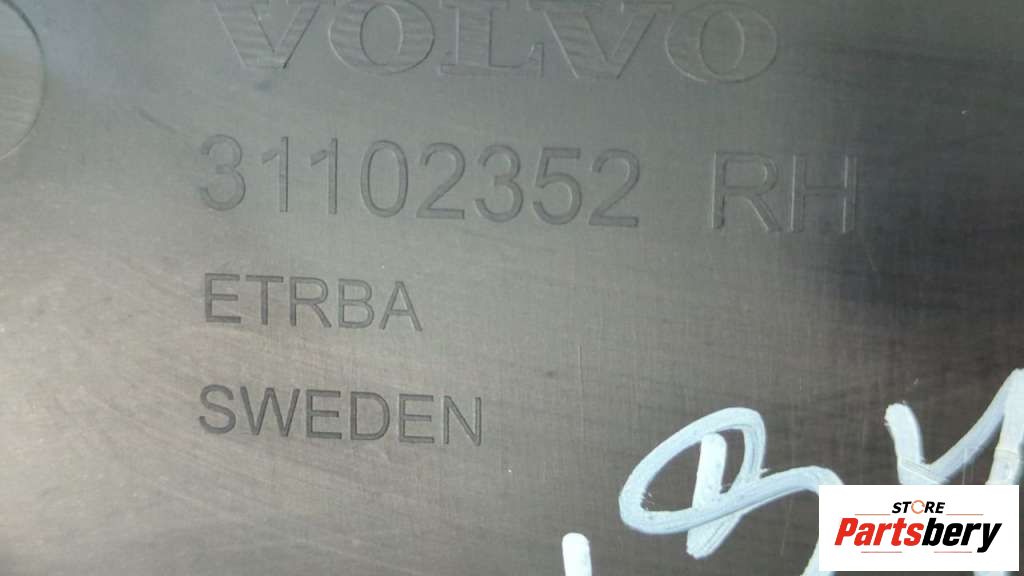 VOLVO
31102352 RH
ETRBA
SWEDEN
STORE
Partsbery